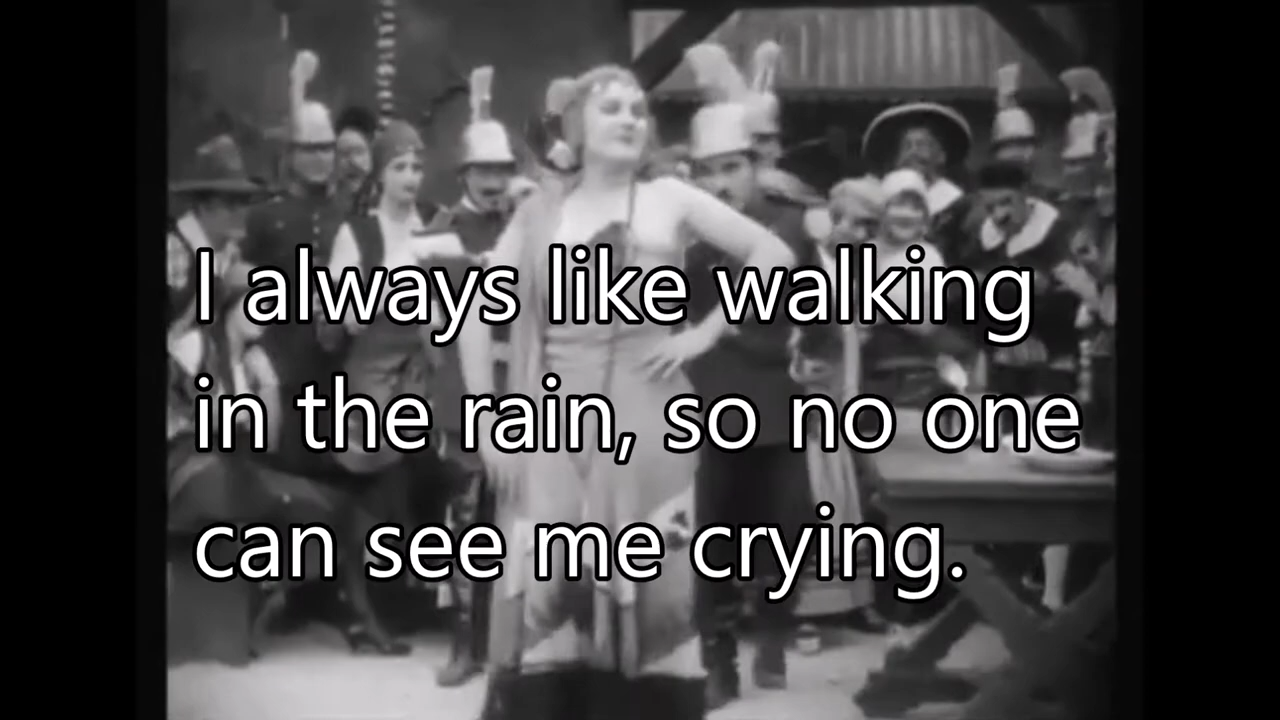 I always like walking
in the rain, so no one
can see me crying.